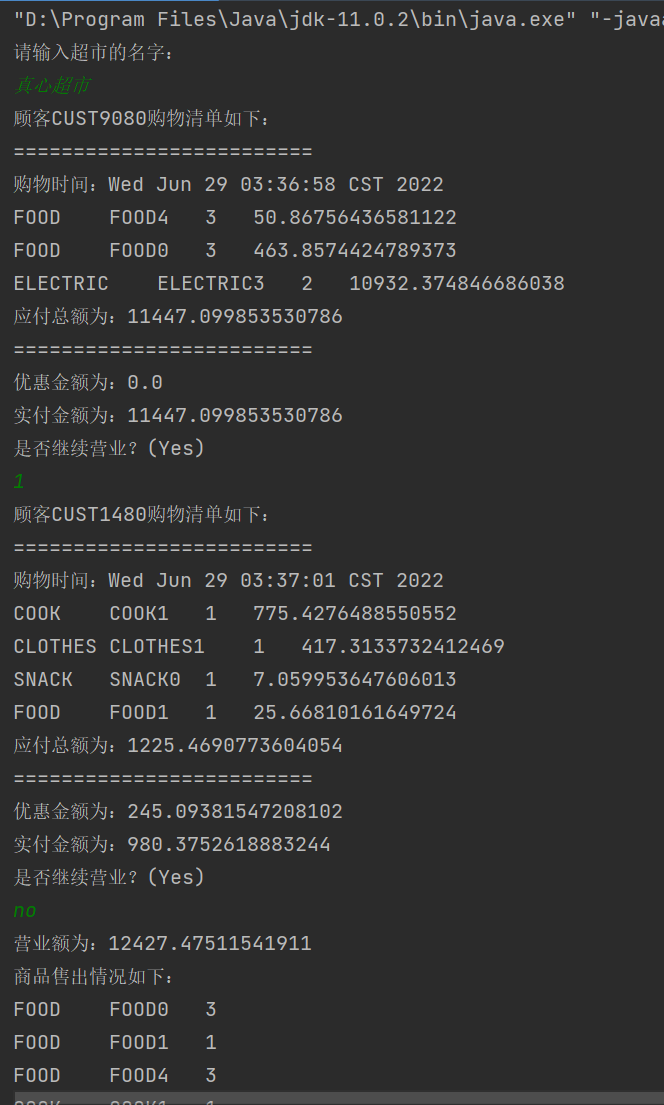 "D:\Program Files\Java\jdk-11.0.2\bin\java.exe" "-javaa
请输入超市的名字：
真心超市
顾客CUST9080购物清单如下：
=========================
购物时间：Wed Jun 29 03:36:58 CST 2022
FOOD    FOOD4   3   50.86756436581122
FOOD    FOOD0   3   463.8574424789373
ELECTRIC    ELECTRIC3   2   10932.374846686038
应付总额为：11447.099853530786
=========================
优惠金额为：0.0
实付金额为：11447.099853530786
是否继续营业？(Yes)
1
顾客CUST1480购物清单如下：
=========================
购物时间：Wed Jun 29 03:37:01 CST 2022
COOK    COOK1   1   775.4276488550552
CLOTHES CLOTHES1    1   417.3133732412469
SNACK   SNACK0  1   7.059953647606013
FOOD    FOOD1   1   25.66810161649724
应付总额为：1225.4690773604054
=========================
优惠金额为：245.09381547208102
实付金额为：980.3752618883244
是否继续营业？(Yes)
no
营业额为：12427.47511541911
商品售出情况如下：
FOOD    FOOD0   3
FOOD    FOOD1   1
FOOD    FOOD4   3
COOK    COOK1   1